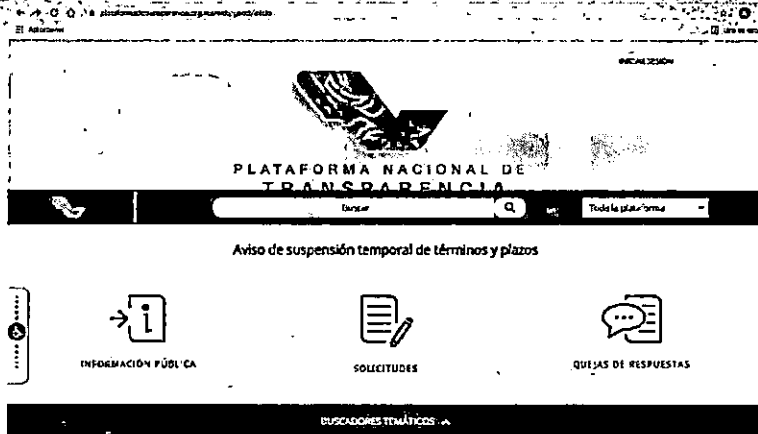 INICIAR SESIÓN
PLATAFORMA NACIONAL DE
TRANSPARENCIA
Buscar
Toda la plataforma
Aviso de suspensión temporal de términos y plazos
INFORMACIÓN PÚBLICA
SOLICITUDES
QUEJAS DE RESPUESTAS
BUSCADORES TEMÁTICOS